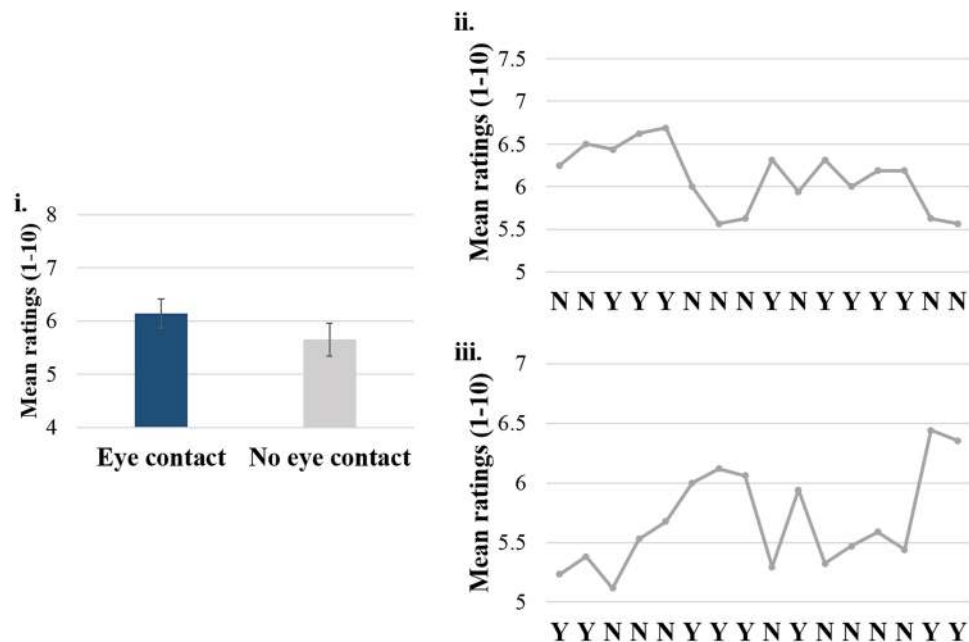 i.
Mean ratings (1-10)
8
7
6
5
4
Eye contact No eye contact
ii.
Mean ratings (1-10)
7.5
7
6.5
6
5.5
5
N N Y Y Y N N N Y N Y Y Y Y N N
iii.
Mean ratings (1-10)
7
6.5
6
5.5
5
Y Y N N N Y Y Y N Y N N N N Y Y